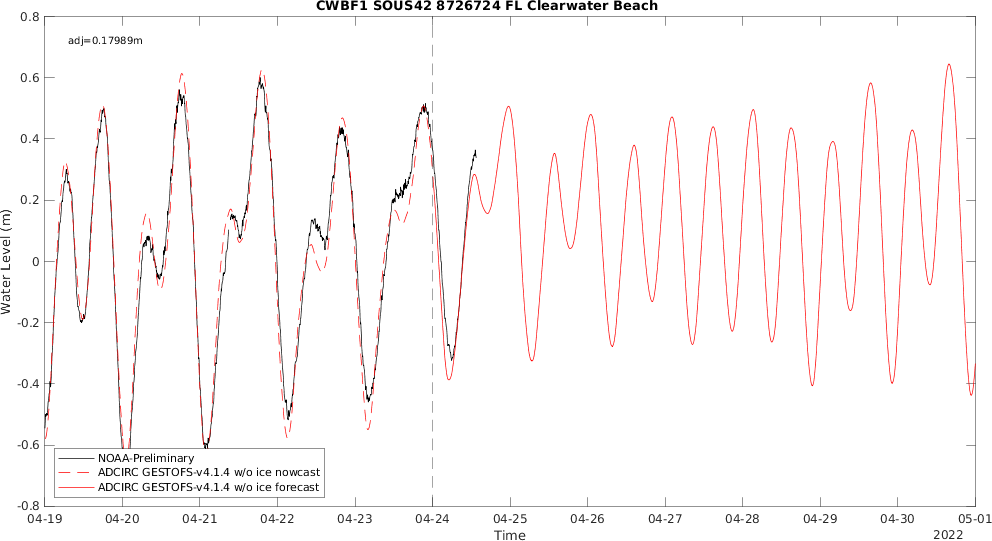 CWBF1 SOUS42 8726724 FL Clearwater Beach
adj=0.17989m
0.8
0.6
0.4
0.2
0
-0.2
-0.4
-0.6
-0.8
Water Level (m)
NOAA-Preliminary
ADCIRC GESTOFS-v4.1.4 w/o ice nowcast
ADCIRC GESTOFS-v4.1.4 w/o ice forecast
04-19 04-20 04-21 04-22 04-23 04-24 04-25 04-26 04-27 04-28 04-29 04-30 05-01
Time
2022